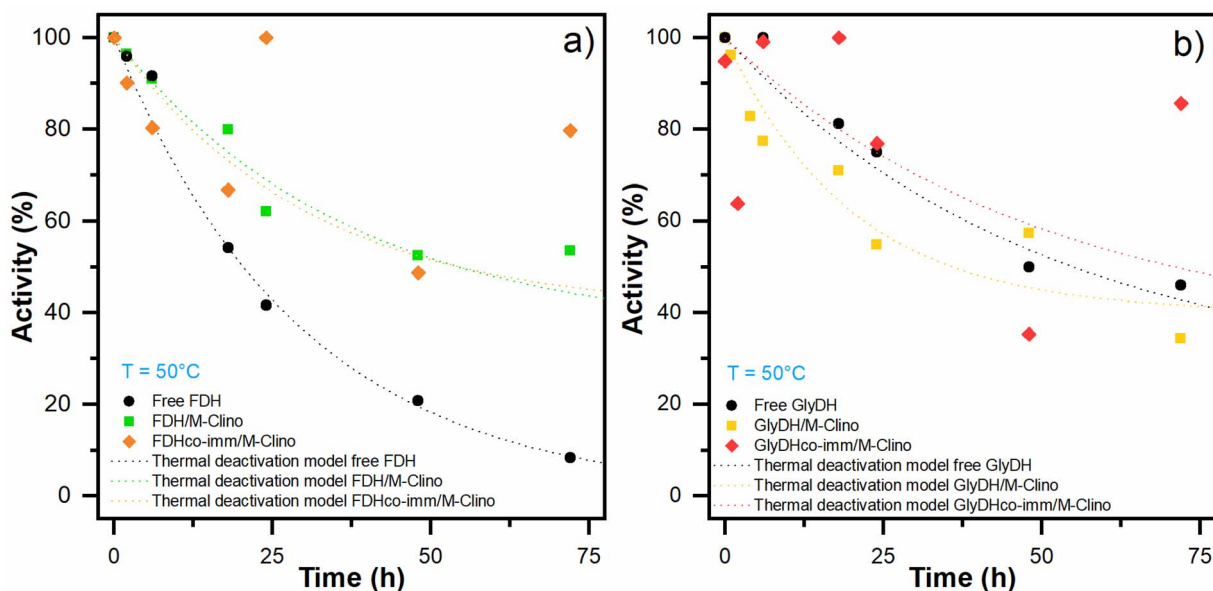 a)
100
80
60
40
20
0
Activity (%)
T = 50°C
Free FDH
FDH/M-Clino
FDHco-imm/M-Clino
Thermal deactivation model free FDH
Thermal deactivation model FDH/M-Clino
Thermal deactivation model FDHco-imm/M-Clino
0 25 50 75
Time (h)
b)
100
80
60
40
20
0
Activity (%)
T = 50°C
Free GlyDH
GlyDH/M-Clino
GlyDHco-imm/M-Clino
Thermal deactivation model free GlyDH
Thermal deactivation model GlyDH/M-Clino
Thermal deactivation model GlyDHco-imm/M-Clino
0 25 50 75
Time (h)